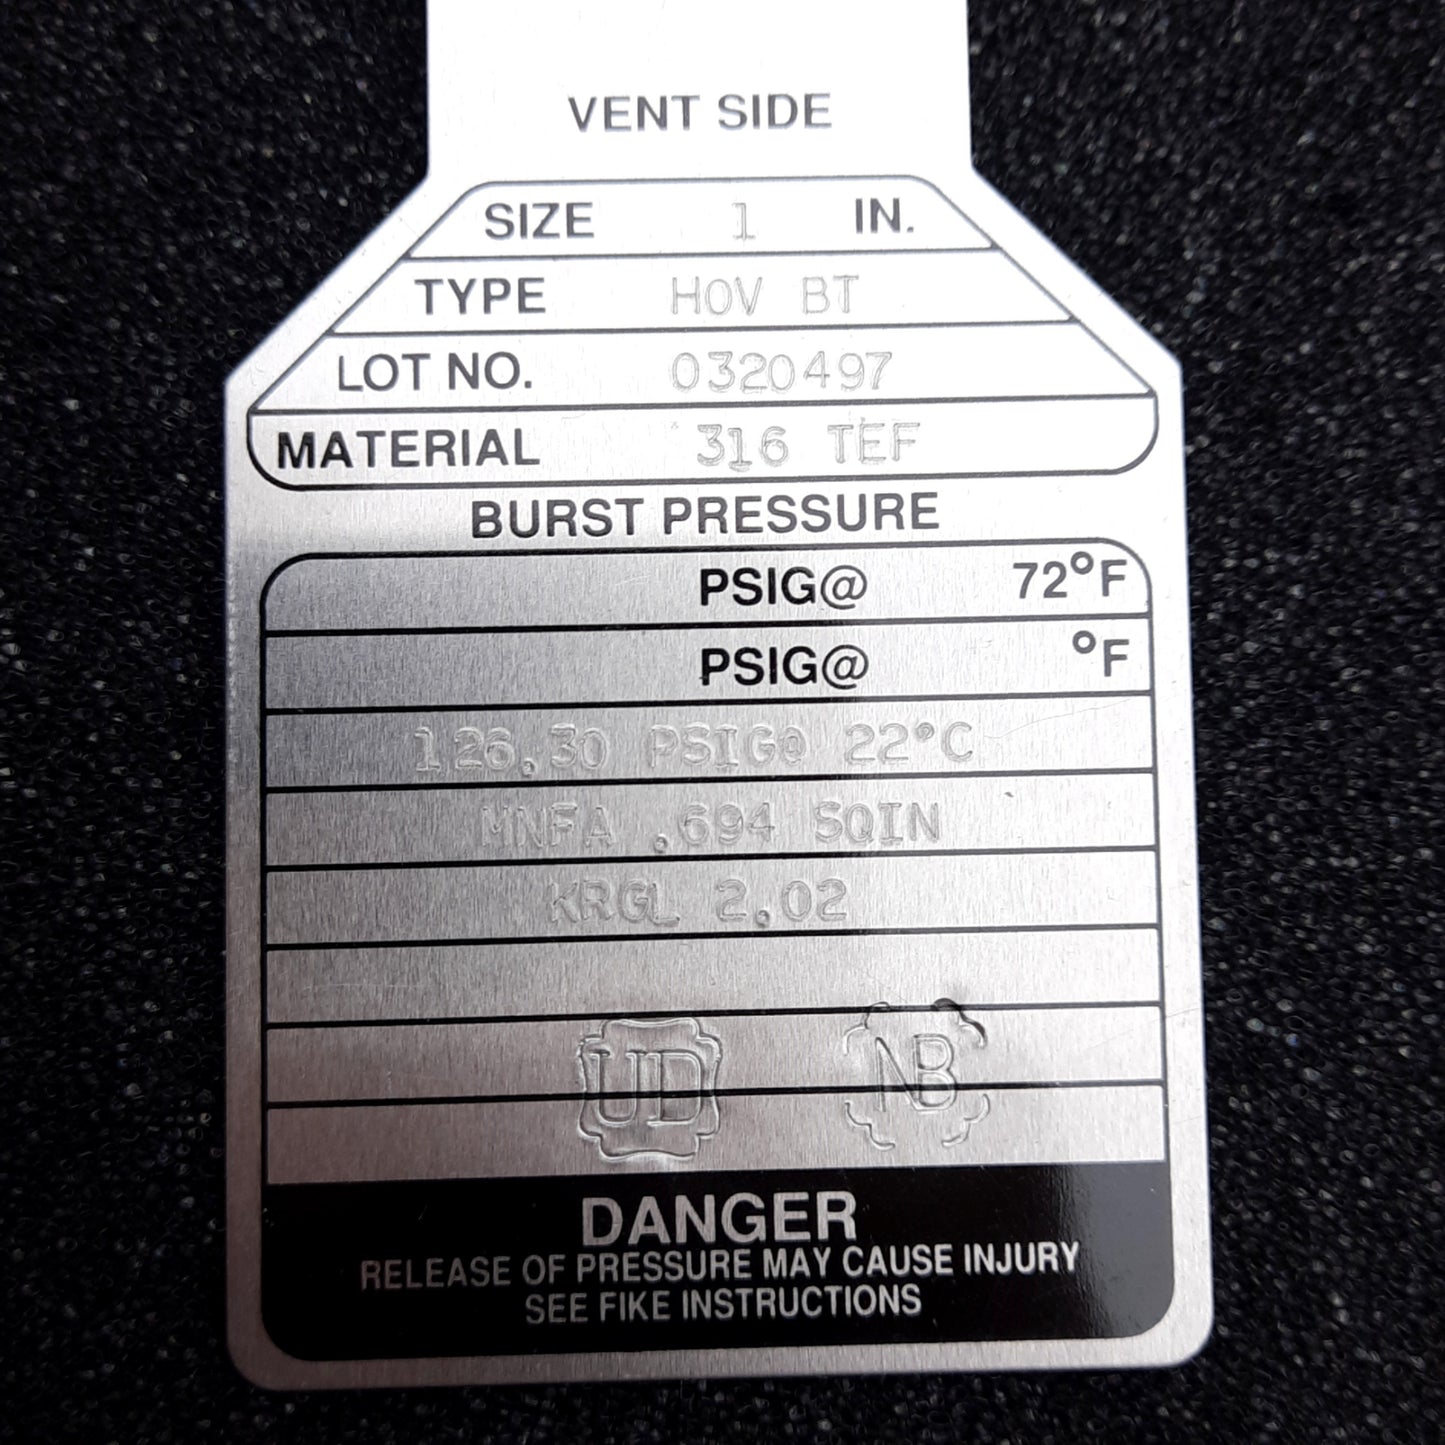 VENT SIDE
SIZE 1 IN.
TYPE HOV BT
LOT NO. 0320497
MATERIAL 316 TEF
BURST PRESSURE
PSIG@ 72°F
PSIG@ °F
126.30 PSIG@ 22°C
MNFA .694 SQIN
KRGL 2.02
UD NB
DANGER
RELEASE OF PRESSURE MAY CAUSE INJURY
SEE FIKE INSTRUCTIONS